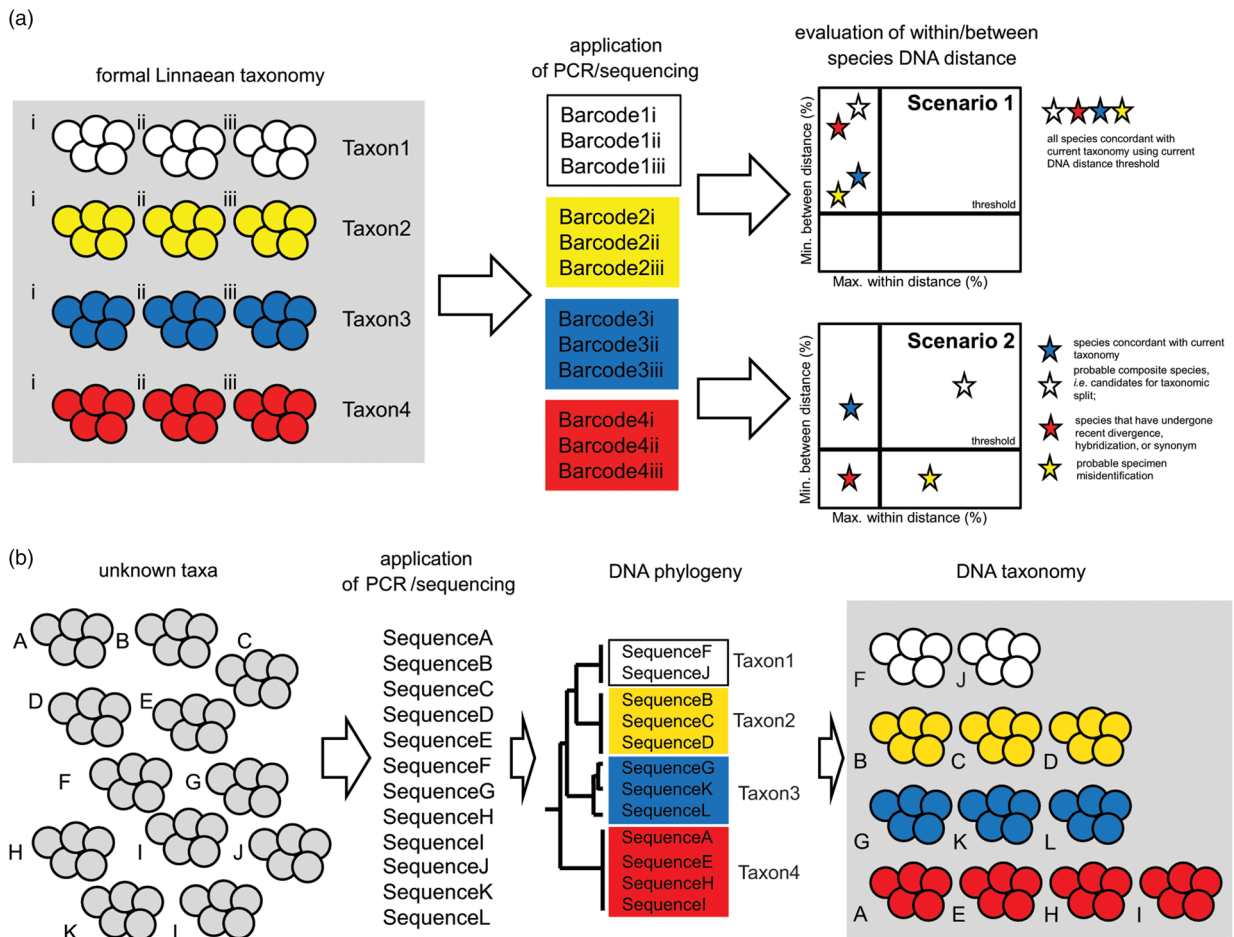 (a)
formal Linnaean taxonomy
i
ii
iii
Taxon1
i
ii
iii
Taxon2
i
ii
iii
Taxon3
i
ii
iii
Taxon4
application
of PCR/sequencing
Barcode1i
Barcode1ii
Barcode1iii
Barcode2i
Barcode2ii
Barcode2iii
Barcode3i
Barcode3ii
Barcode3iii
Barcode4i
Barcode4ii
Barcode4iii
evaluation of within/between
species DNA distance
Min. between distance (%)
Scenario 1
threshold
Max. within distance (%)
all species concordant with
current taxonomy using current
DNA distance threshold
Min. between distance (%)
Scenario 2
threshold
Max. within distance (%)
species concordant with current
taxonomy
probable composite species,
i.e. candidates for taxonomic
split;
species that have undergone
recent divergence,
hybridization, or synonym
probable specimen
misidentification
(b)
unknown taxa
A
B
C
D
E
F
G
H
I
J
K
L
application
of PCR /sequencing
SequenceA
SequenceB
SequenceC
SequenceD
SequenceE
SequenceF
SequenceG
SequenceH
SequenceI
SequenceJ
SequenceK
SequenceL
DNA phylogeny
SequenceF
SequenceJ
Taxon1
SequenceB
SequenceC
SequenceD
Taxon2
SequenceG
SequenceK
SequenceL
Taxon3
SequenceA
SequenceE
SequenceH
SequenceI
Taxon4
DNA taxonomy
F
J
B
C
D
G
K
L
A
E
H
I